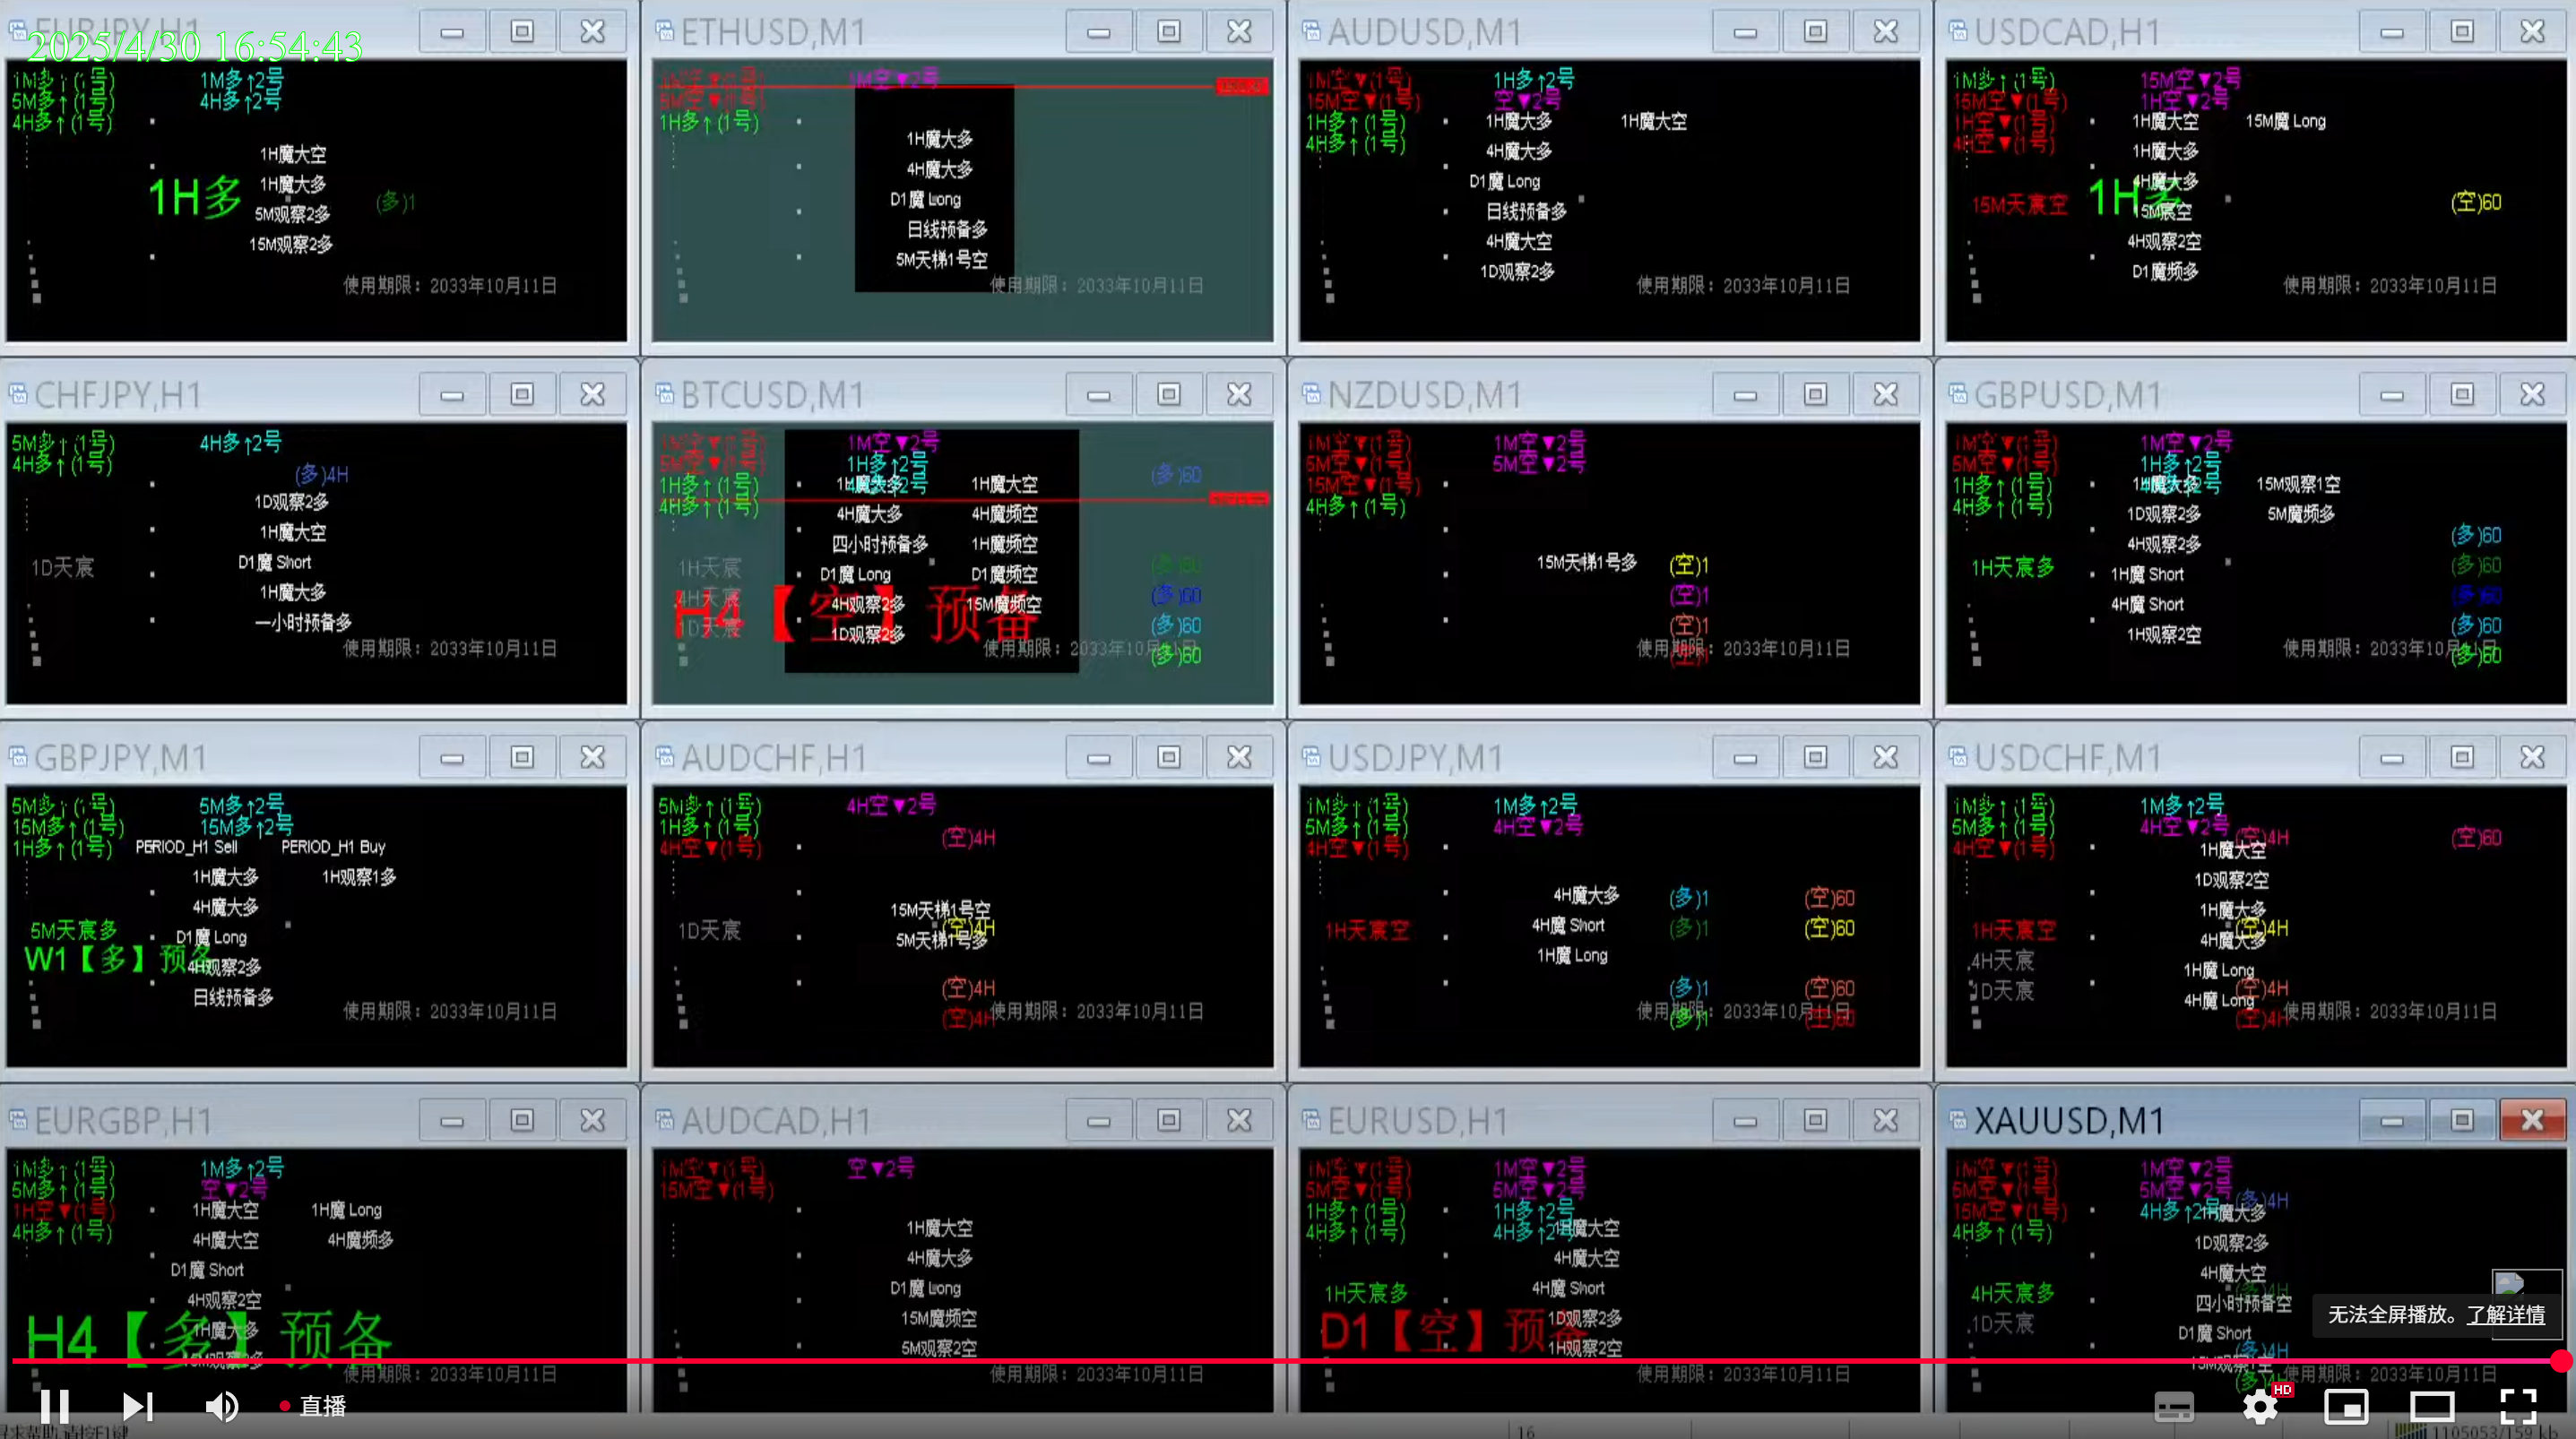 EURJPY,H1
2025/4/30 16:54:43
1M多↑(1号)
1M多↑2号
5M多↑(1号)
4H多↑2号
4H多↑(1号)
1H魔大空
1H多
1H魔大多
(多)1
5M观察2多
15M观察2多
使用期限：2033年10月11日
ETHUSD,M1
1M空▼(1号)
1M空▼2号
5M空▼(1号)
1H多↑(1号)
1H魔大多
4H魔大多
D1魔 Long
日线预备多
5M天梯1号空
使用期限：2033年10月11日
AUDUSD,M1
1M空▼(1号)
1H多↑2号
15M空▼(1号)
空▼2号
1H多↑(1号)
1H魔大多
1H魔大空
4H多↑(1号)
4H魔大多
D1魔 Long
日线预备多
4H魔大空
1D观察2多
使用期限：2033年10月11日
USDCAD,H1
1M多↑(1号)
15M空▼2号
15M空▼(1号)
1H空▼2号
1H空▼(1号)
1H魔大空
15M魔 Long
4H空▼(1号)
1H魔大多
4H魔大多
15M天宸空
1H多
15M宸空
(空)60
4H观察2空
D1魔频多
使用期限：2033年10月11日
CHFJPY,H1
5M多↑(1号)
4H多↑2号
4H多↑(1号)
(多)4H
1D观察2多
1H魔大空
1D天宸
D1魔 Short
1H魔大多
一小时预备多
使用期限：2033年10月11日
BTCUSD,M1
1M空▼(1号)
1M空▼2号
5M空▼(1号)
1H多↑2号
1H多↑(1号)
1H魔大多
1H魔大空
(多)60
4H多↑(1号)
4H魔大多
4H魔频空
四小时预备多
1H魔频空
1H天宸
D1魔 Long
D1魔频空
(多)60
4H天宸
4H观察2多
15M魔频空
(多)60
H4【空】预备
1D天宸
1D观察2多
(多)60
使用期限：2033年10月11日
(多)60
NZDUSD,M1
1M空▼(1号)
1M空▼2号
5M空▼(1号)
5M空▼2号
15M空▼(1号)
4H多↑(1号)
15M天梯1号多
(空)1
(空)1
(空)1
(空)1
使用期限：2033年10月11日
GBPUSD,M1
1M空▼(1号)
1M空▼2号
5M空▼(1号)
1H多↑2号
1H多↑(1号)
1H魔大多
15M观察1空
4H多↑(1号)
1D观察2多
5M魔频多
4H观察2多
(多)60
1H天宸多
1H魔 Short
(多)60
4H魔 Short
(多)60
1H观察2空
(多)60
使用期限：2033年10月11日
(多)60
GBPJPY,M1
5M多↑(1号)
5M多↑2号
15M多↑(1号)
15M多↑2号
1H多↑(1号)
PERIOD_H1 Sell
PERIOD_H1 Buy
1H魔大多
1H观察1多
4H魔大多
5M天宸多
D1魔 Long
W1【多】预备
4H观察2多
日线预备多
使用期限：2033年10月11日
AUDCHF,H1
5M多↑(1号)
4H空▼2号
1H多↑(1号)
(空)4H
4H空▼(1号)
15M天梯1号空
1D天宸
(空)4H
5M天梯1号多
(空)4H
使用期限：2033年10月11日
(空)4H
USDJPY,M1
1M多↑(1号)
1M多↑2号
5M多↑(1号)
4H空▼2号
4H空▼(1号)
4H魔大多
(多)1
(空)60
1H天宸空
4H魔 Short
(多)1
(空)60
1H魔 Long
(多)1
(空)60
使用期限：2033年10月11日
(多)1
(空)60
USDCHF,M1
1M多↑(1号)
1M多↑2号
5M多↑(1号)
4H空▼2号
(空)4H
(空)60
4H空▼(1号)
1H魔大空
1D观察2空
1H魔大多
1H天宸空
(空)4H
4H魔大多
4H天宸
1H魔 Long
1D天宸
(空)4H
4H魔 Long
使用期限：2033年10月11日
(空)4H
EURGBP,H1
1M多↑(1号)
1M多↑2号
5M多↑(1号)
空▼2号
1H空▼(1号)
1H魔大空
1H魔 Long
4H多↑(1号)
4H魔大空
4H魔频多
D1魔 Short
4H观察2空
H4【多】预备
1H魔大多
使用期限：2033年10月11日
AUDCAD,H1
1M空▼(1号)
空▼2号
15M空▼(1号)
1H魔大空
4H魔大多
D1魔 Long
15M魔频空
5M观察2空
使用期限：2033年10月11日
EURUSD,H1
1M空▼(1号)
1M空▼2号
5M空▼(1号)
5M空▼2号
1H多↑(1号)
1H多↑2号
4H多↑(1号)
4H多↑2号
1H魔大空
4H魔大空
1H天宸多
4H魔 Short
D1【空】预备
1D观察2多
1H观察2空
使用期限：2033年10月11日
XAUUSD,M1
1M空▼(1号)
1M空▼2号
5M空▼(1号)
5M空▼2号
(多)4H
15M空▼(1号)
4H多↑2号
1H魔大多
4H多↑(1号)
1D观察2多
4H魔大空
4H天宸多
四小时预备空
1D天宸
D1魔 Short
(多)4H
使用期限：2033年10月11日
无法全屏播放。了解详情
直播
HD
16
1105053/159 kb